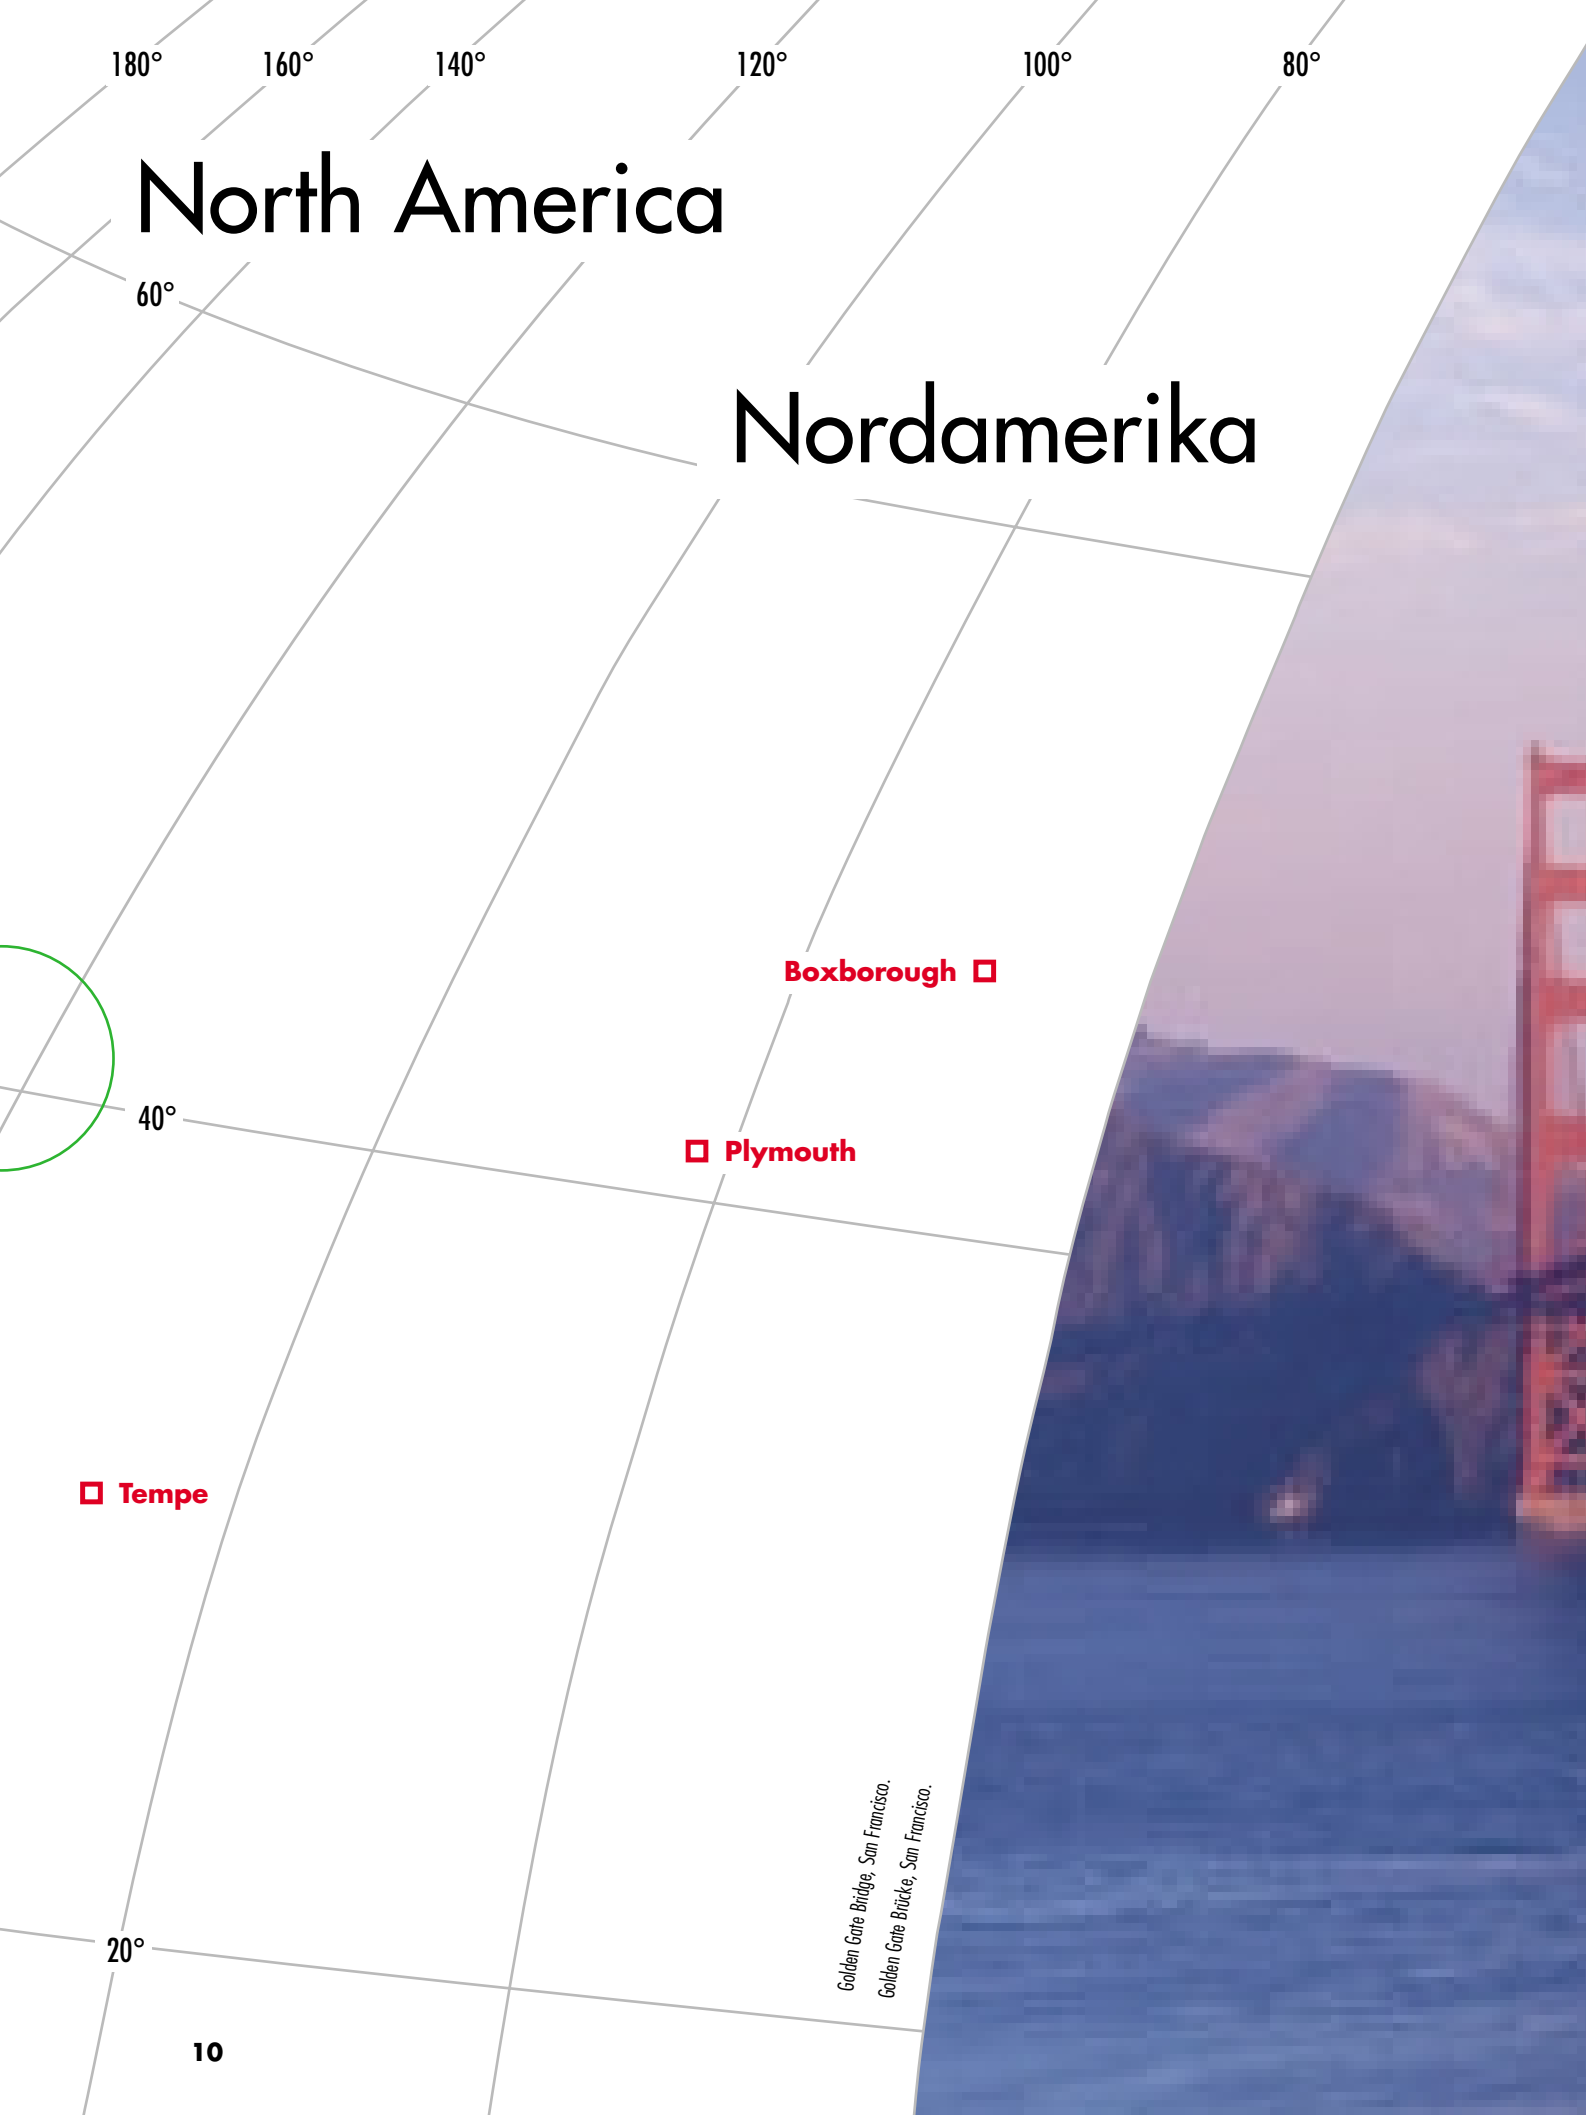 180° 160° 140° 120° 100° 80°
North America
60°
Nordamerika
Boxborough
40°
Plymouth
Tempe
Golden Gate Bridge, San Francisco.
Golden Gate Brücke, San Francisco.
20°
10